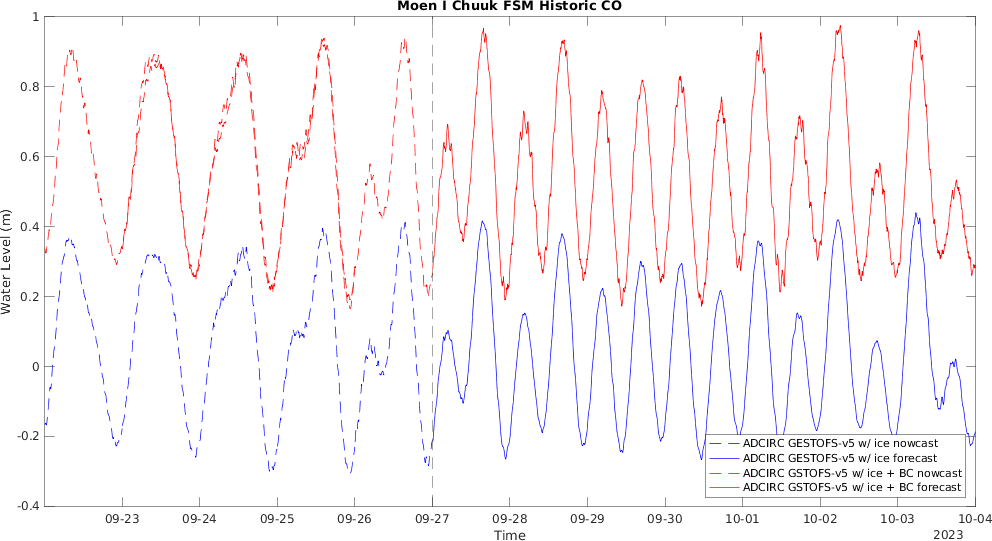 Moen I Chuuk FSM Historic CO
1
0.8
0.6
0.4
0.2
0
-0.2
-0.4
Water Level (m)
ADCIRC GESTOFS-v5 w/ ice nowcast
ADCIRC GESTOFS-v5 w/ ice forecast
ADCIRC GSTOFS-v5 w/ ice + BC nowcast
ADCIRC GSTOFS-v5 w/ ice + BC forecast
09-23 09-24 09-25 09-26 09-27 09-28 09-29 09-30 10-01 10-02 10-03 10-04
Time
2023